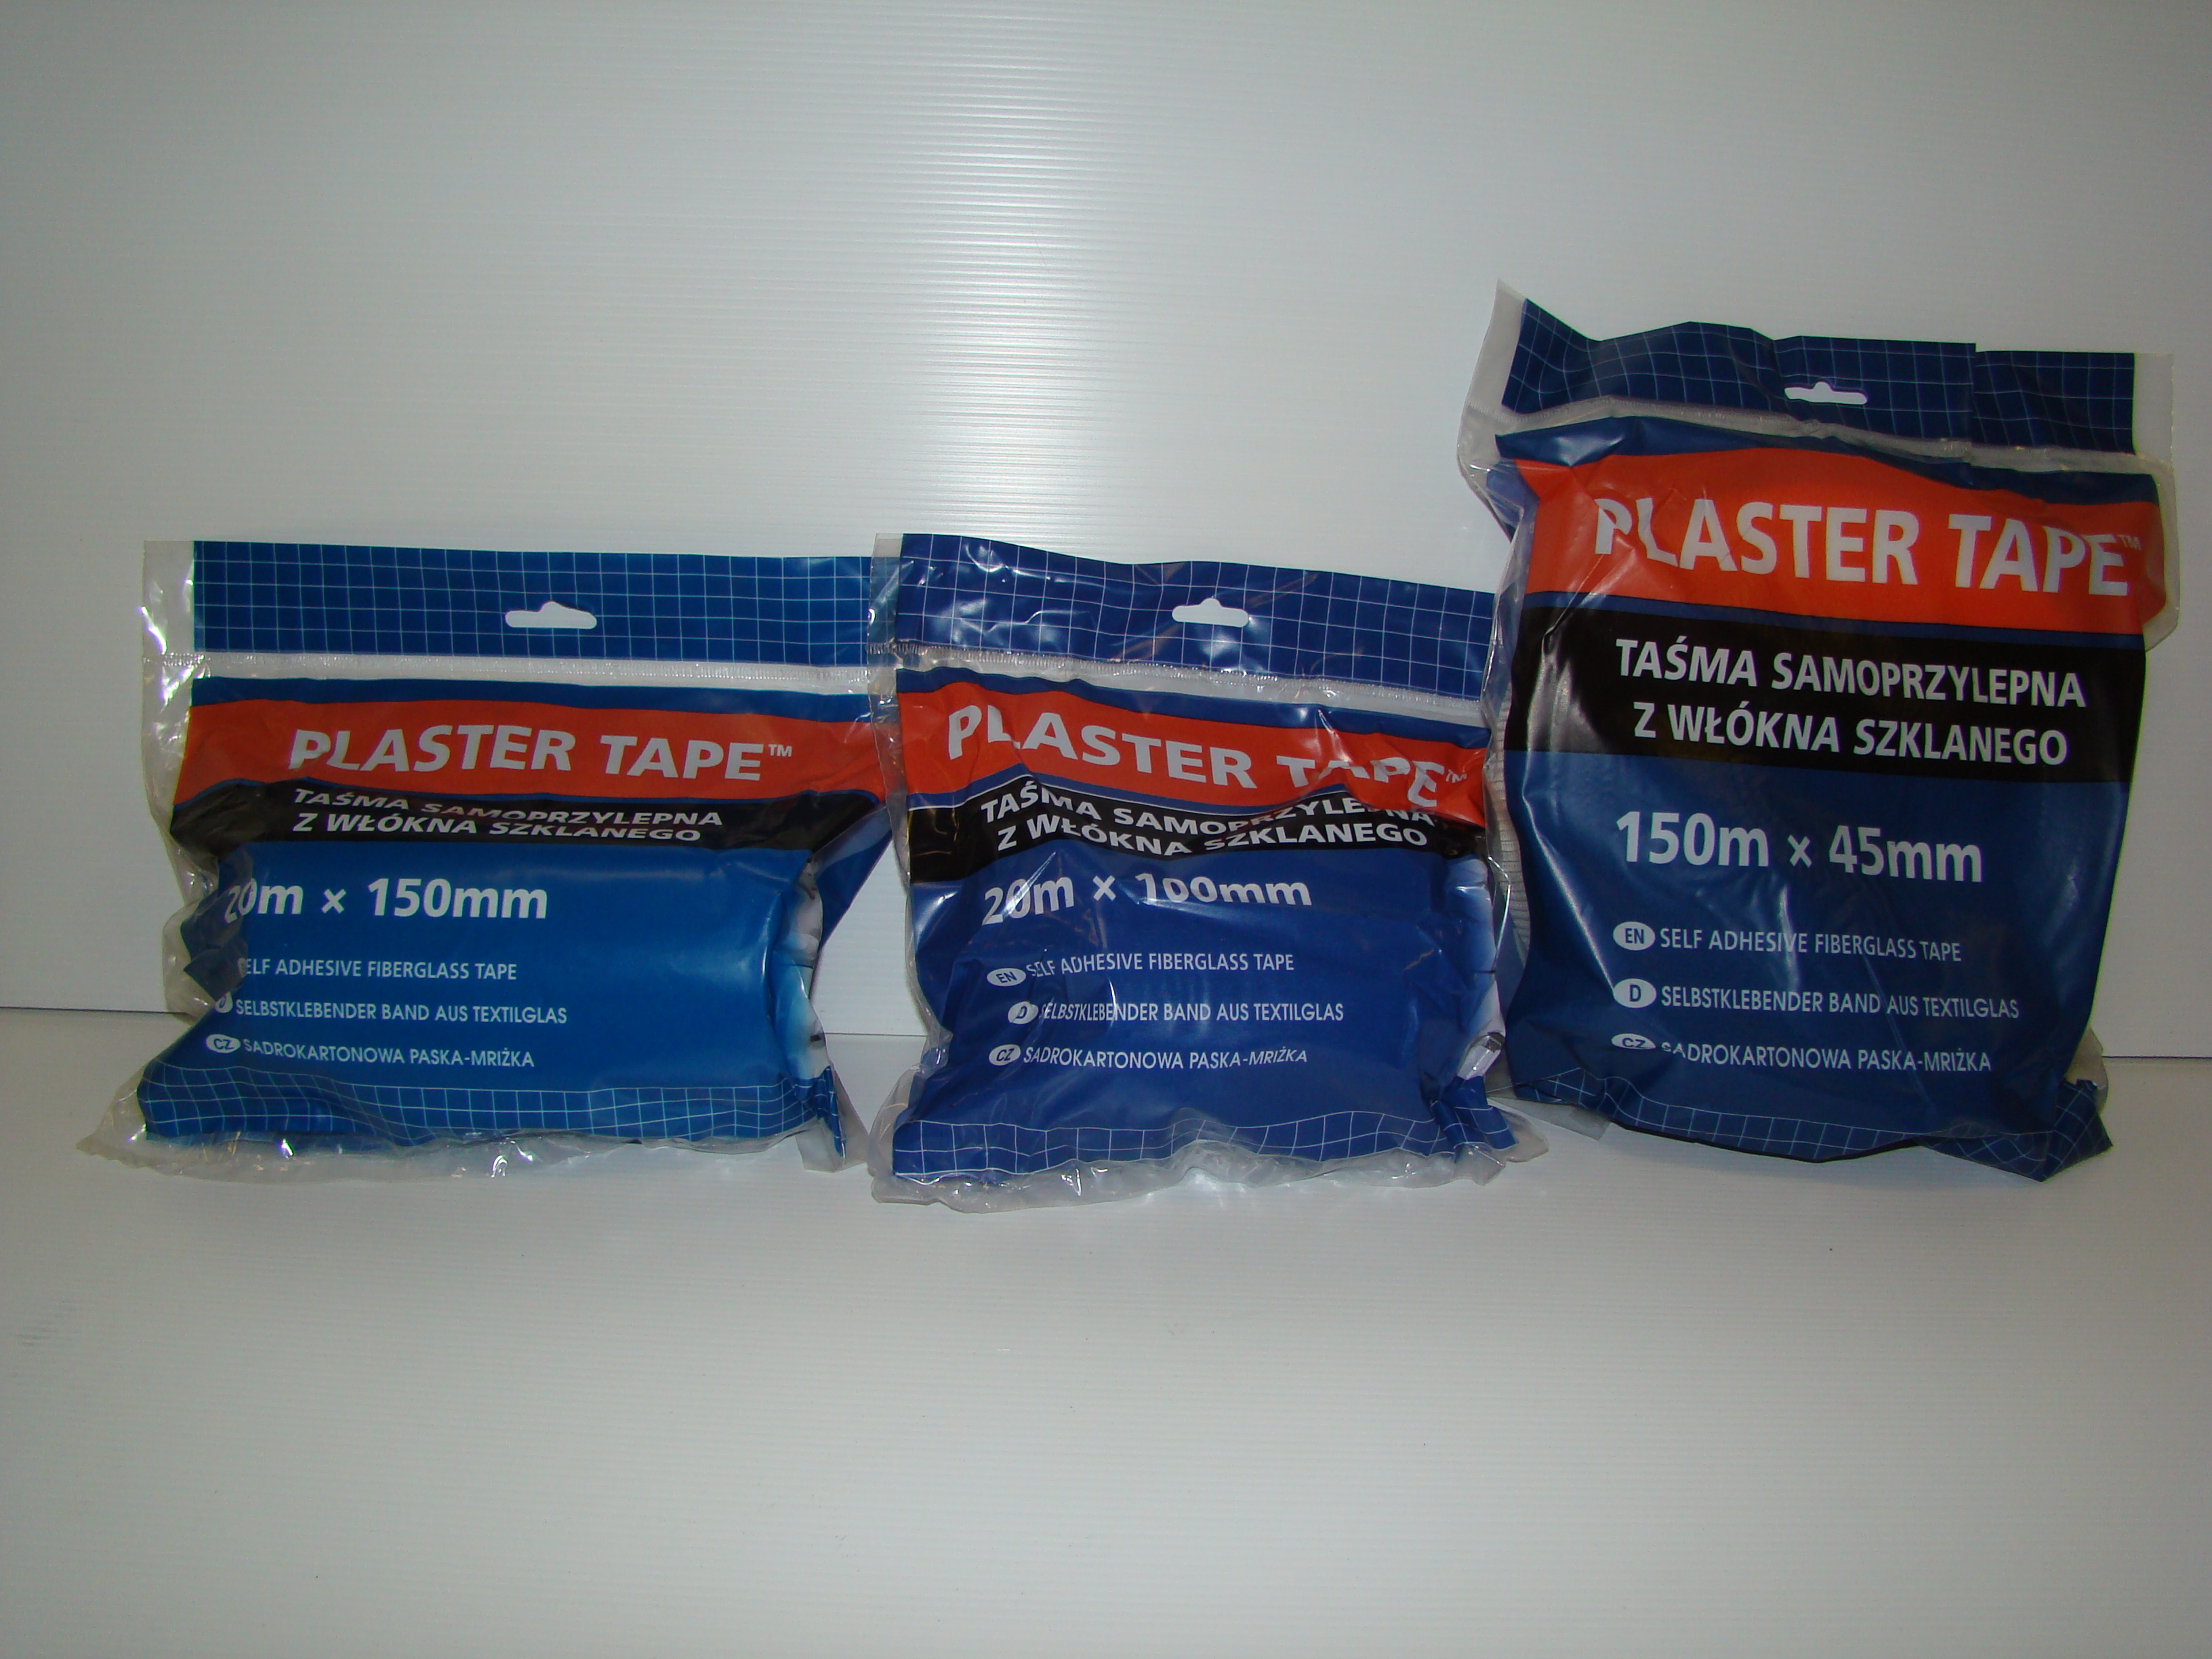 PLASTER TAPE™
TAŚMA SAMOPRZYLEPNA
Z WŁÓKNA SZKLANEGO
20m × 150mm
SELF ADHESIVE FIBERGLASS TAPE
D SELBSTKLEBENDER BAND AUS TEXTILGLAS
CZ SADROKARTONOWA PASKA-MRIŻKA
PLASTER TAPE™
TAŚMA SAMOPRZYLEPNA
Z WŁÓKNA SZKLANEGO
20m × 100mm
EN SELF ADHESIVE FIBERGLASS TAPE
D SELBSTKLEBENDER BAND AUS TEXTILGLAS
CZ SADROKARTONOWA PASKA-MRIŻKA
PLASTER TAPE™
TAŚMA SAMOPRZYLEPNA
Z WŁÓKNA SZKLANEGO
150m × 45mm
EN SELF ADHESIVE FIBERGLASS TAPE
D SELBSTKLEBENDER BAND AUS TEXTILGLAS
CZ SADROKARTONOWA PASKA-MRIŻKA